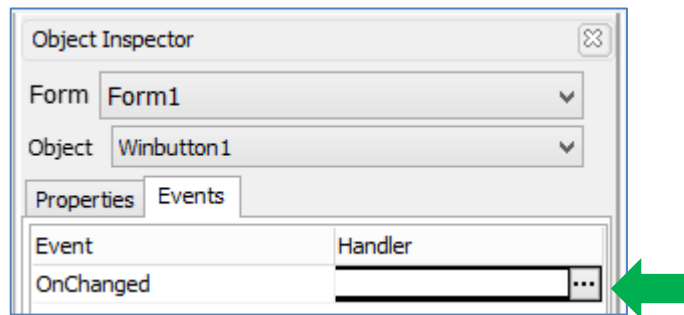 Object Inspector
Form Form1
Object Winbutton1
Properties Events
Event Handler
OnChanged ...